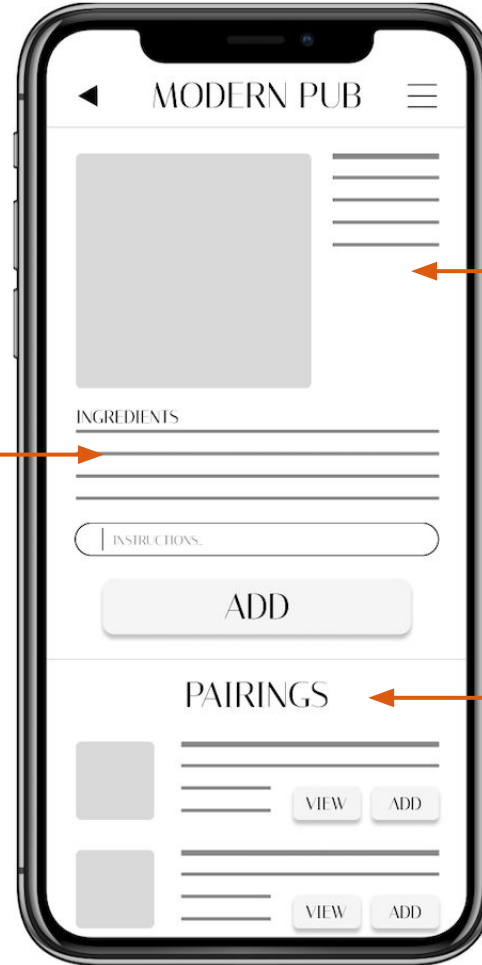 MODERN PUB
INGREDIENTS
INSTRUCTIONS...
ADD
PAIRINGS
VIEW ADD
VIEW ADD